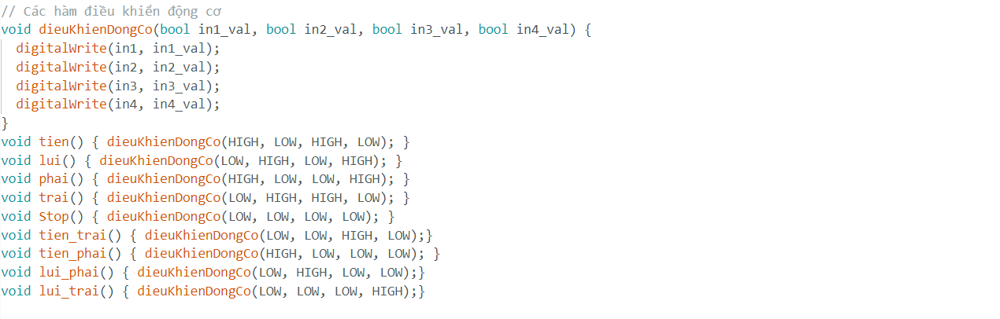 // Các hàm điều khiển động cơ
void dieuKhienDongCo(bool in1_val, bool in2_val, bool in3_val, bool in4_val) {
  digitalWrite(in1, in1_val);
  digitalWrite(in2, in2_val);
  digitalWrite(in3, in3_val);
  digitalWrite(in4, in4_val);
}
void tien() { dieuKhienDongCo(HIGH, LOW, HIGH, LOW); }
void lui() { dieuKhienDongCo(LOW, HIGH, LOW, HIGH); }
void phai() { dieuKhienDongCo(HIGH, LOW, LOW, HIGH); }
void trai() { dieuKhienDongCo(LOW, HIGH, HIGH, LOW); }
void Stop() { dieuKhienDongCo(LOW, LOW, LOW, LOW); }
void tien_trai() { dieuKhienDongCo(LOW, LOW, HIGH, LOW);}
void tien_phai() { dieuKhienDongCo(HIGH, LOW, LOW, LOW); }
void lui_phai() { dieuKhienDongCo(LOW, HIGH, LOW, LOW);}
void lui_trai() { dieuKhienDongCo(LOW, LOW, LOW, HIGH);}